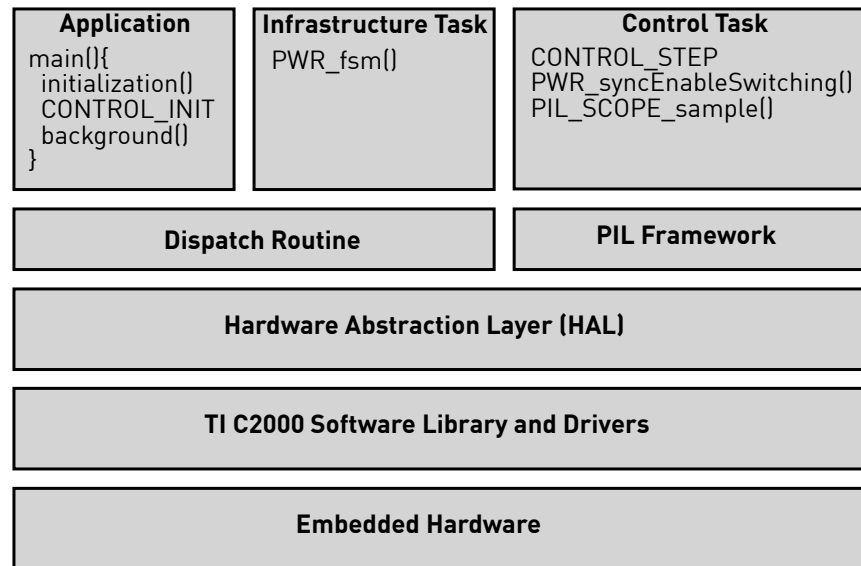 Application
main(){
initialization()
CONTROL_INIT
background()
}
Infrastructure Task
PWR_fsm()
Control Task
CONTROL_STEP
PWR_syncEnableSwitching()
PIL_SCOPE_sample()
Dispatch Routine
PIL Framework
Hardware Abstraction Layer (HAL)
TI C2000 Software Library and Drivers
Embedded Hardware